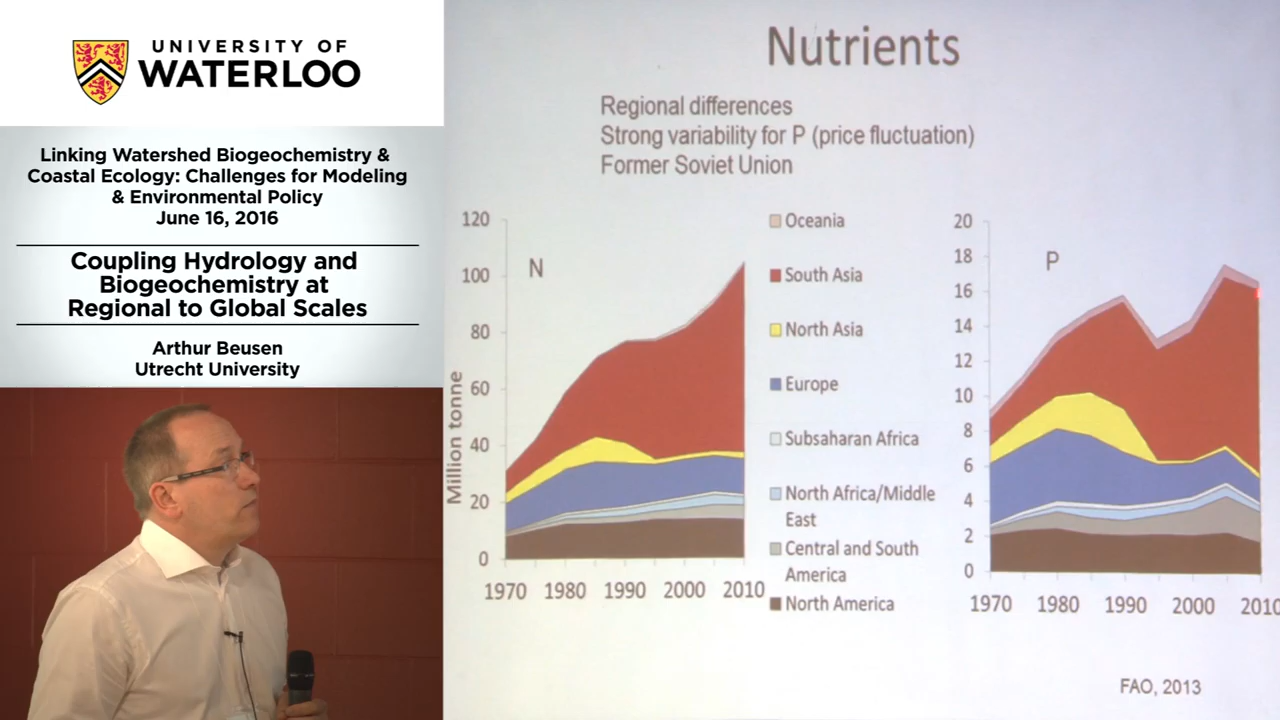 UNIVERSITY OF
WATERLOO
Linking Watershed Biogeochemistry &
Coastal Ecology: Challenges for Modeling
& Environmental Policy
June 16, 2016
Coupling Hydrology and
Biogeochemistry at
Regional to Global Scales
Arthur Beusen
Utrecht University
Nutrients
Regional differences
Strong variability for P (price fluctuation)
Former Soviet Union
Million tonne
120
100
80
60
40
20
0
N
1970 1980 1990 2000 2010
Oceania
South Asia
North Asia
Europe
Subsaharan Africa
North Africa/Middle
East
Central and South
America
North America
20
18
16
14
12
10
8
6
4
2
0
P
1970 1980 1990 2000 2010
FAO, 2013